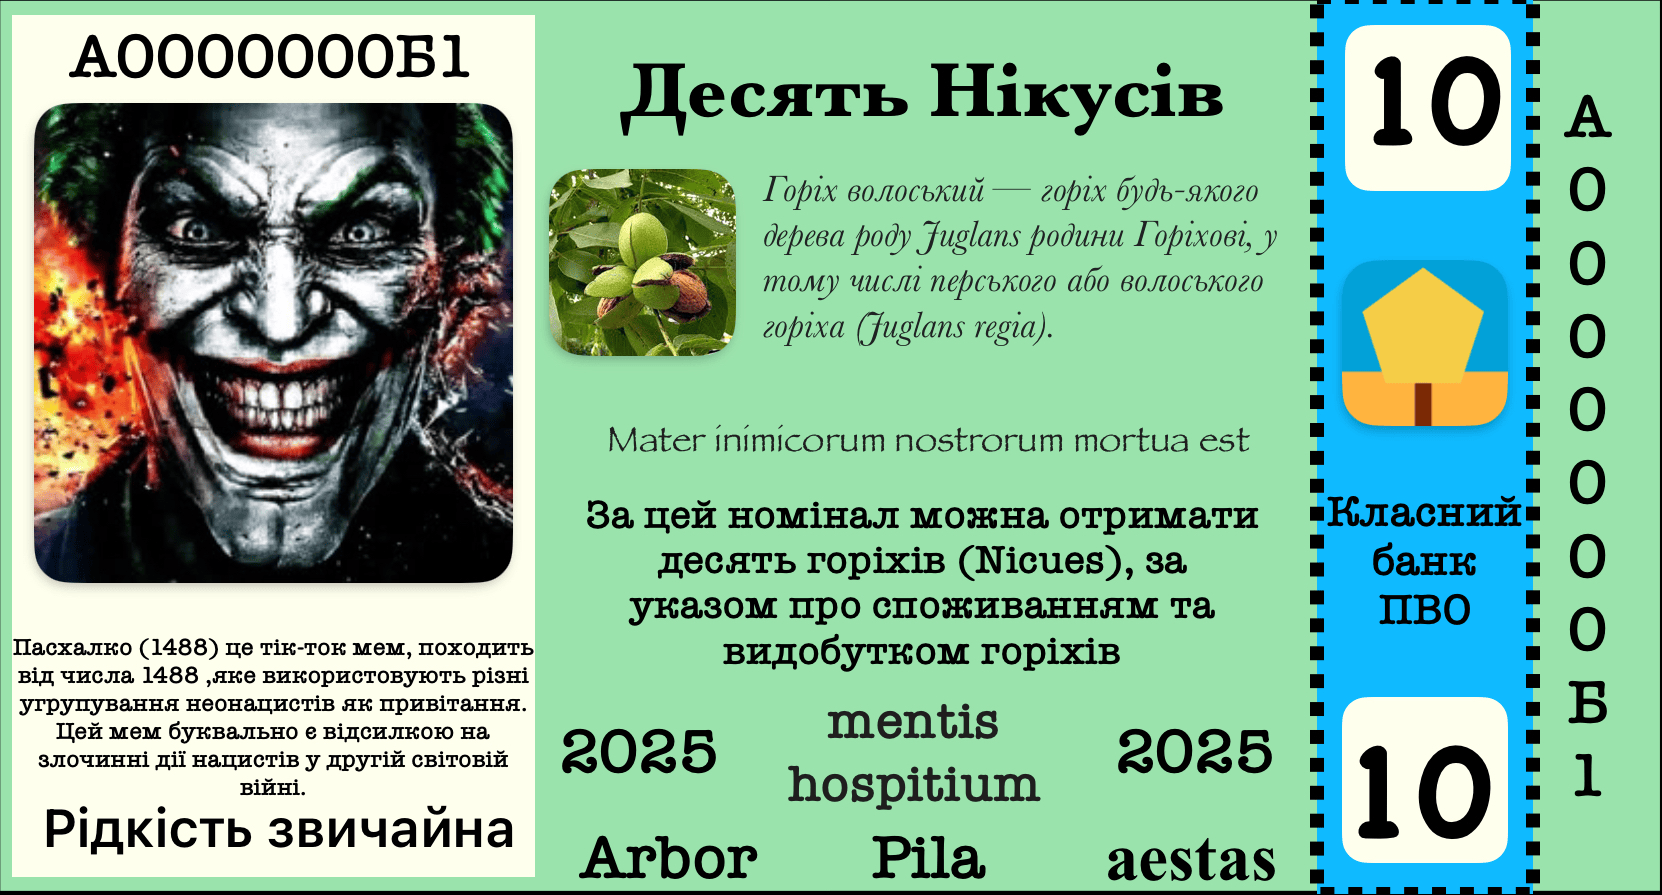 А0000000Б1
Пасхалко (1488) це тік-ток мем, походить
від числа 1488 ,яке використовують різні
угрупування неонацистів як привітання.
Цей мем буквально є відсилкою на
злочинні дії нацистів у другій світовій
війні.
Рідкість звичайна
Десять Нікусів
Горіх волоський — горіх будь-якого
дерева роду Juglans родини Горіхові, у
тому числі перського або волоського
горіха (Juglans regia).
Mater inimicorum nostrorum mortua est
За цей номінал можна отримати
десять горіхів (Nicues), за
указом про споживанням та
видобутком горіхів
2025
mentis
hospitium
2025
Arbor
Pila
aestas
10
Класний
банк
ПВО
10
А
0
0
0
0
0
0
0
Б
1